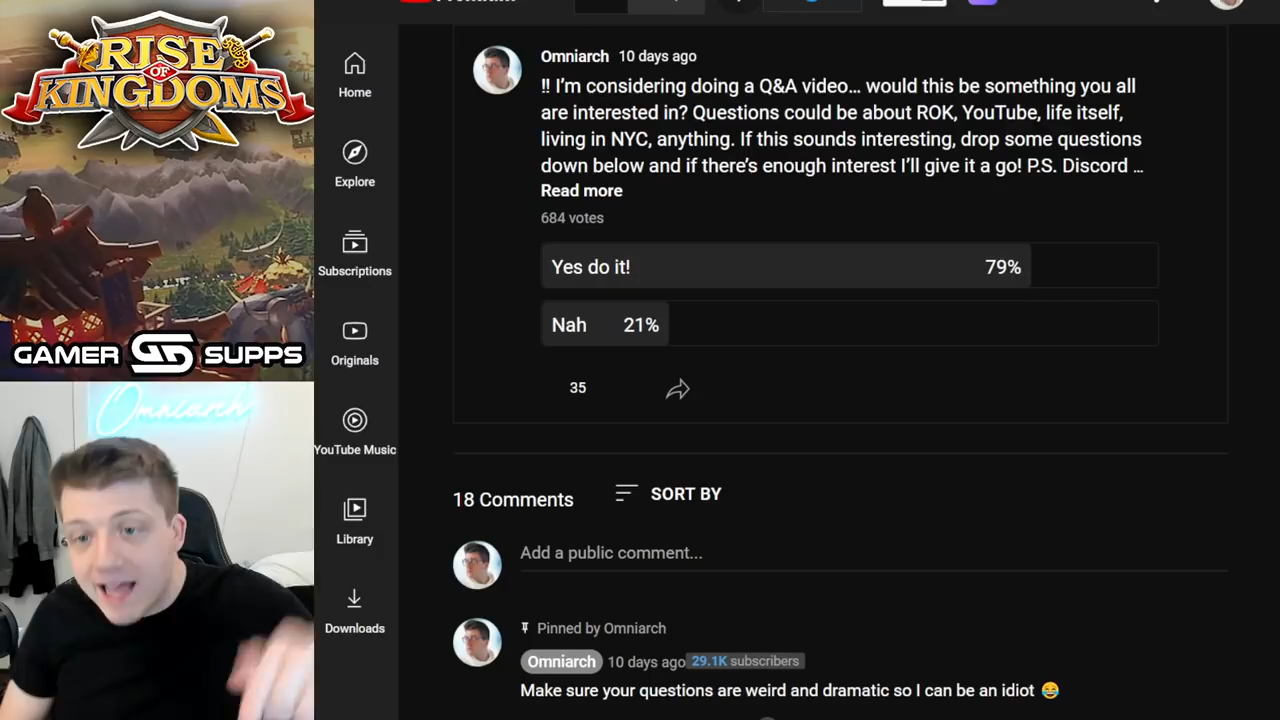 RISE
OF
KINGDOMS
GAMER GS SUPPS
Omniarch
Home
Explore
Subscriptions
Originals
YouTube Music
Library
Downloads
Omniarch 10 days ago
‼ I’m considering doing a Q&A video… would this be something you all
are interested in? Questions could be about ROK, YouTube, life itself,
living in NYC, anything. If this sounds interesting, drop some questions
down below and if there’s enough interest I’ll give it a go! P.S. Discord ...
Read more
684 votes
Yes do it! 79%
Nah 21%
35
18 Comments SORT BY
Add a public comment...
Pinned by Omniarch
Omniarch 10 days ago 29.1K subscribers
Make sure your questions are weird and dramatic so I can be an idiot 😂